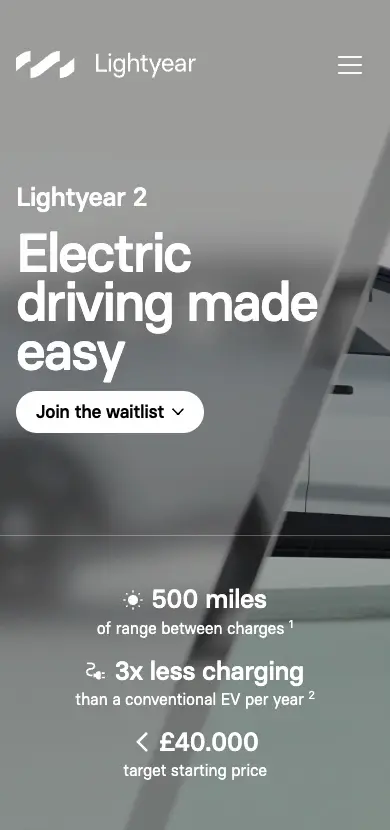 Lightyear
Lightyear 2
Electric
driving made
easy
Join the waitlist
500 miles
of range between charges ¹
3x less charging
than a conventional EV per year ²
< £40.000
target starting price